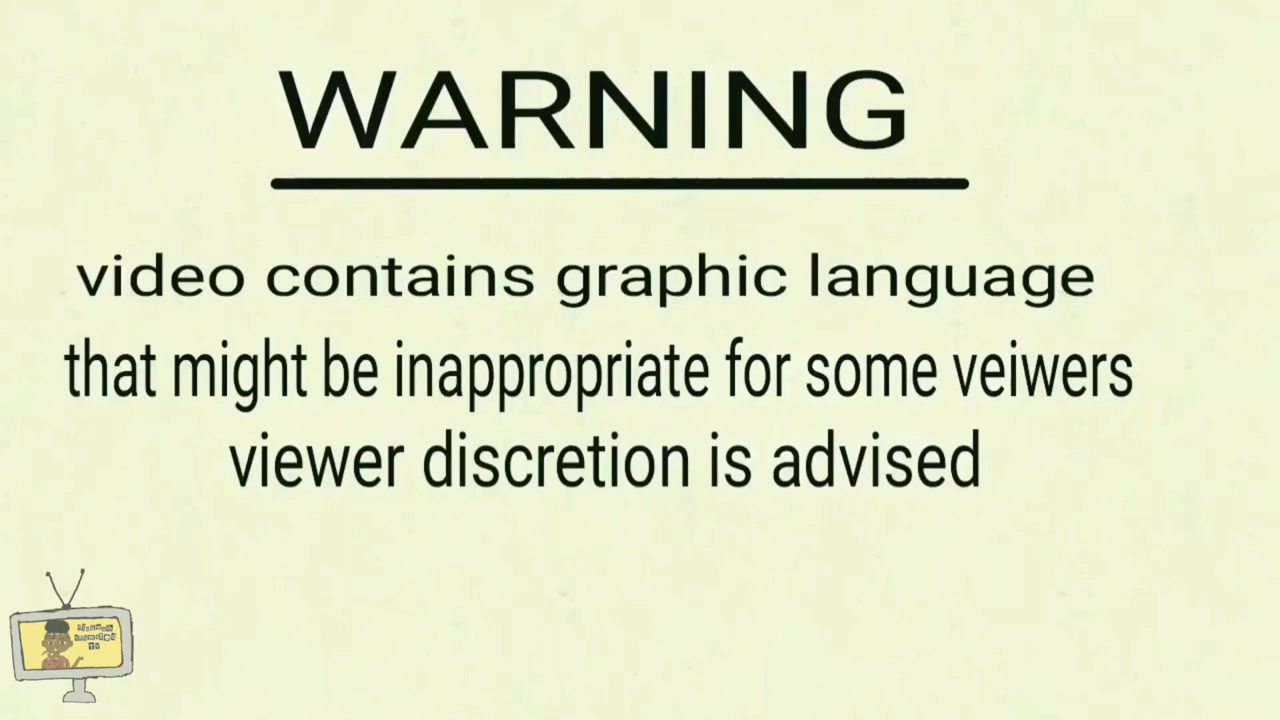 WARNING
video contains graphic language
that might be inappropriate for some veiwers
viewer discretion is advised